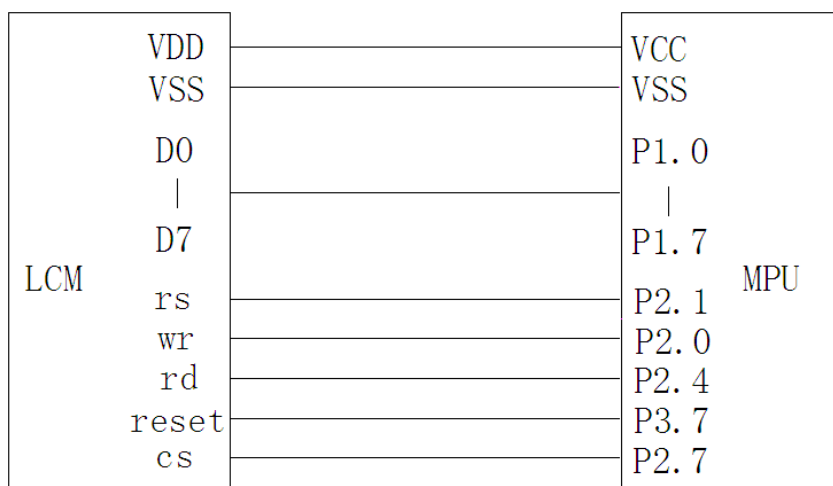 VDD VCC
VSS VSS
D0 P1.0
D7 P1.7
LCM MPU
rs P2.1
wr P2.0
rd P2.4
reset P3.7
cs P2.7